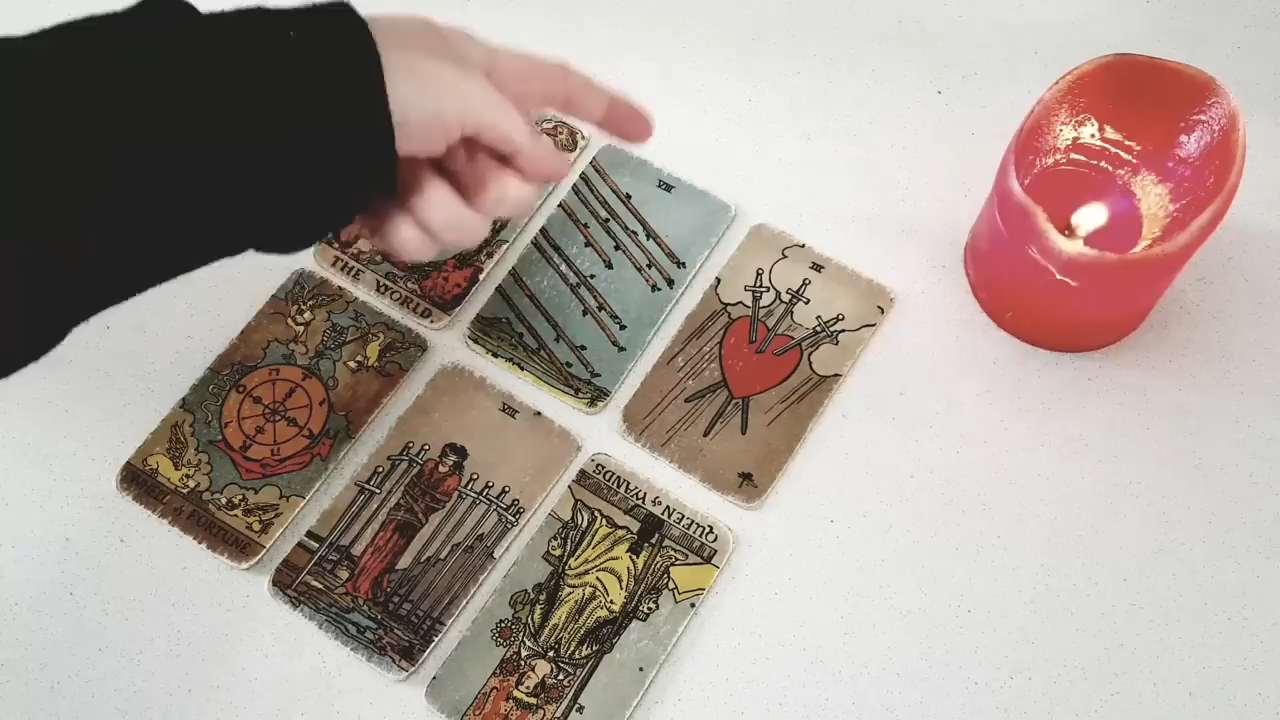 THE WORLD.
VIII
III
WHEEL of FORTUNE
VIII
QUEEN of WANDS.